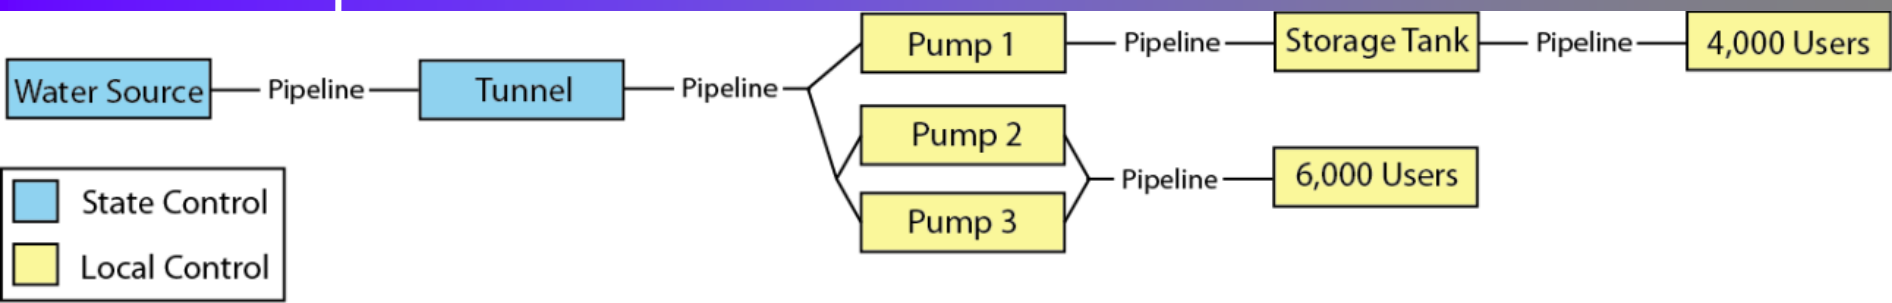 Water Source
Pipeline
Tunnel
Pipeline
Pump 1
Pipeline
Storage Tank
Pipeline
4,000 Users
Pump 2
Pump 3
Pipeline
6,000 Users
State Control
Local Control